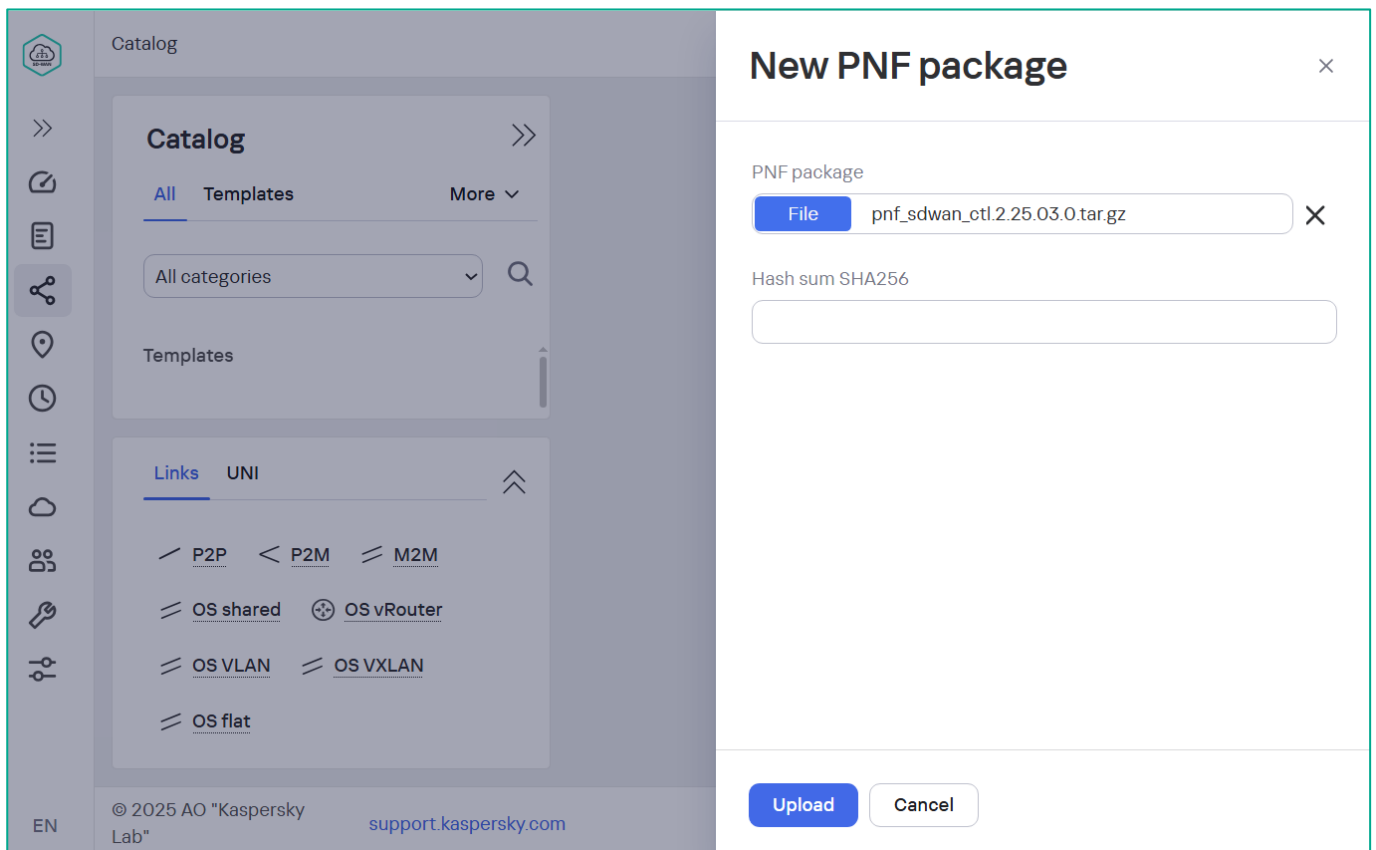 SD-WAN
Catalog
Catalog
All Templates More
All categories
Templates
Links UNI
P2P P2M M2M
OS shared OS vRouter
OS VLAN OS VXLAN
OS flat
EN
© 2025 AO "Kaspersky
Lab"
support.kaspersky.com
New PNF package
PNF package
File pnf_sdwan_ctl.2.25.03.0.tar.gz
Hash sum SHA256
Upload Cancel